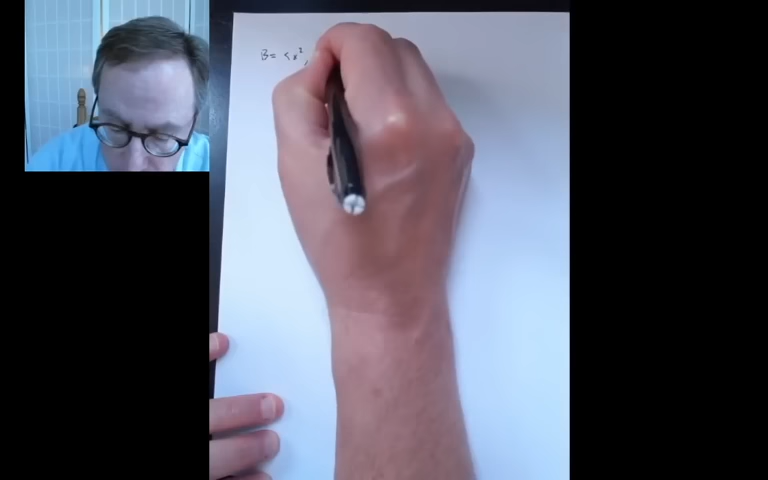 B = < x²,